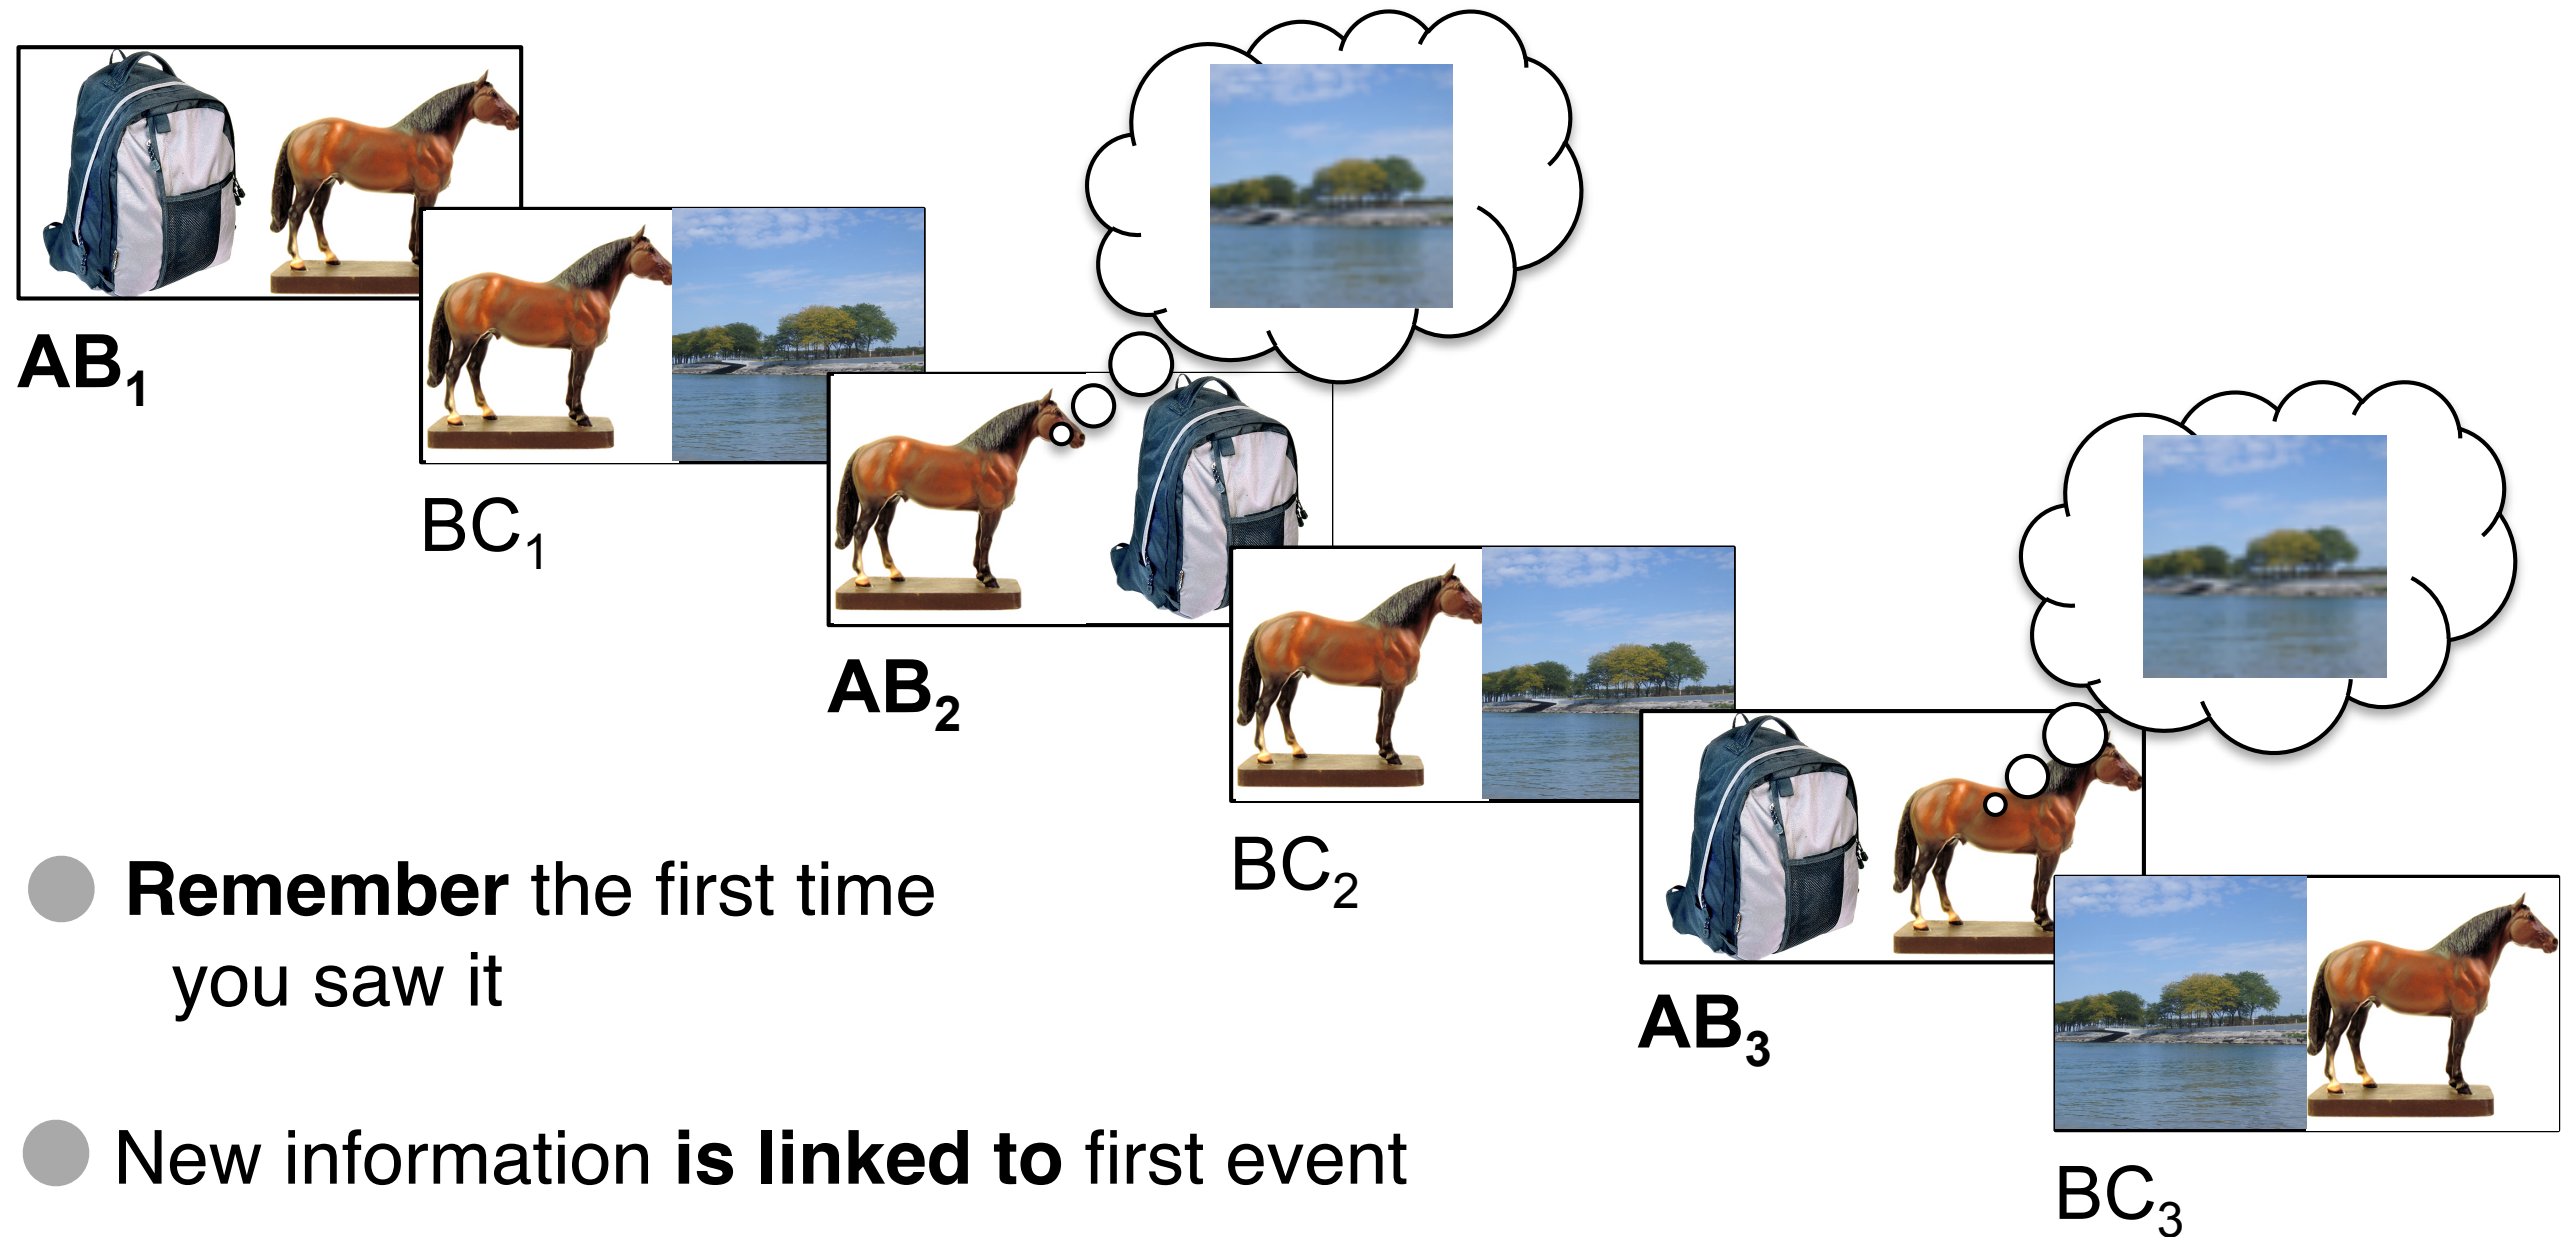 AB1
BC1
AB2
BC2
AB3
BC3
Remember the first time
you saw it
New information is linked to first event